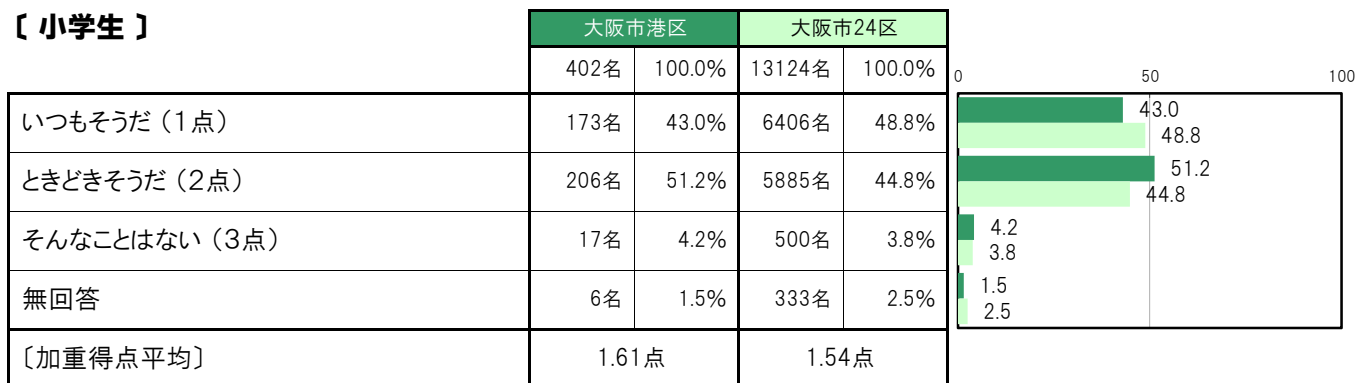 〔 小学生 〕
大阪市港区 大阪市24区
402名 100.0% 13124名 100.0%
0 50 100
いつもそうだ（1点） 173名 43.0% 6406名 48.8% 43.0
48.8
ときどきそうだ（2点） 206名 51.2% 5885名 44.8% 51.2
44.8
そんなことはない（3点） 17名 4.2% 500名 3.8% 4.2
3.8
無回答 6名 1.5% 333名 2.5% 1.5
2.5
〔加重得点平均〕 1.61点 1.54点